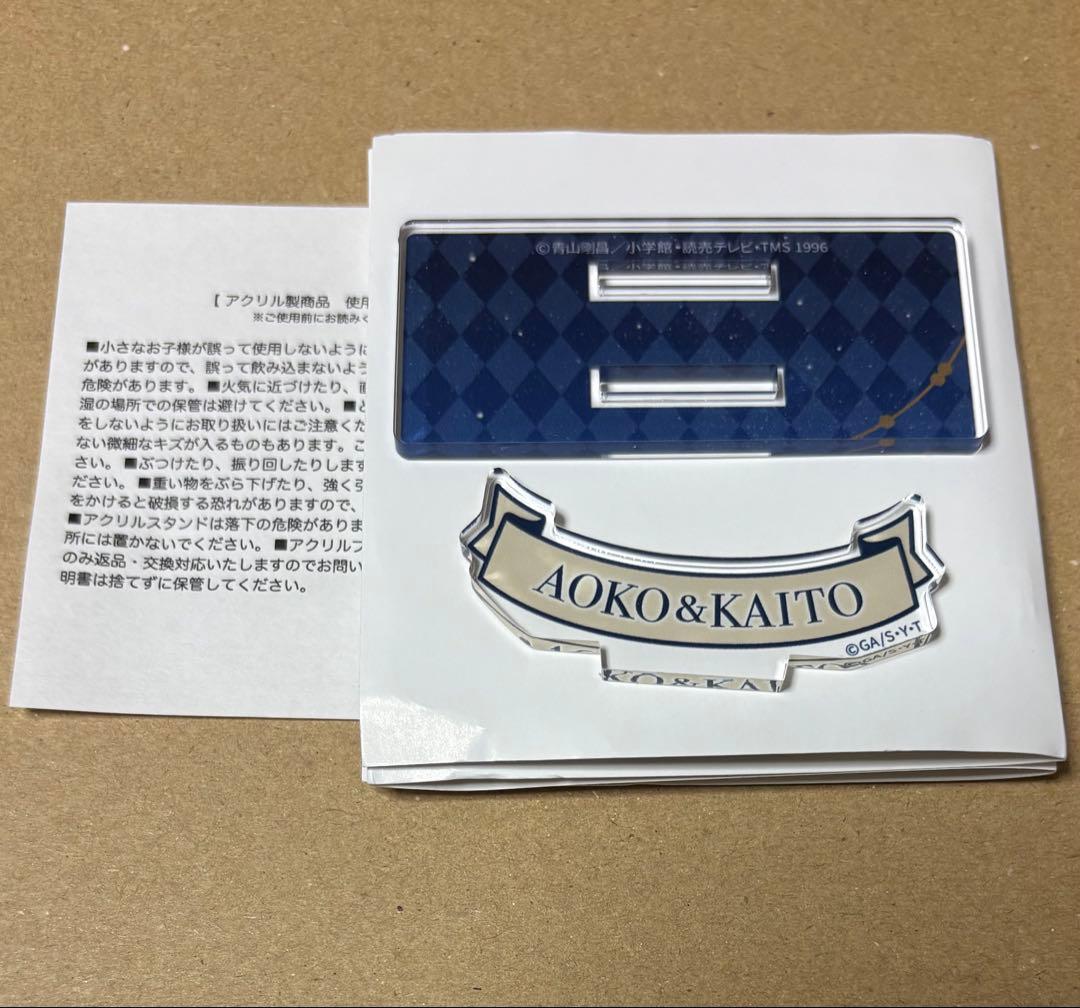 【 アクリル製商品 使用
※ご使用前にお読みく
■小さなお子様が誤って使用しないように
がありますので、誤って飲み込まないよう
危険があります。■火気に近づけたり、直
湿の場所での保管は避けてください。■と
をしないようにお取り扱いにはご注意くだ
ない微細なキズが入るものもあります。ご
さい。■ぶつけたり、振り回したりします
ださい。■重い物をぶら下げたり、強く引
をかけると破損する恐れがありますので、
■アクリルスタンドは落下の危険がありま
所には置かないでください。■アクリルブ
のみ返品・交換対応いたしますのでお問い
明書は捨てずに保管してください。
©青山剛昌／小学館・読売テレビ・TMS 1996
AOKO&KAITO
©GA/S・Y・T